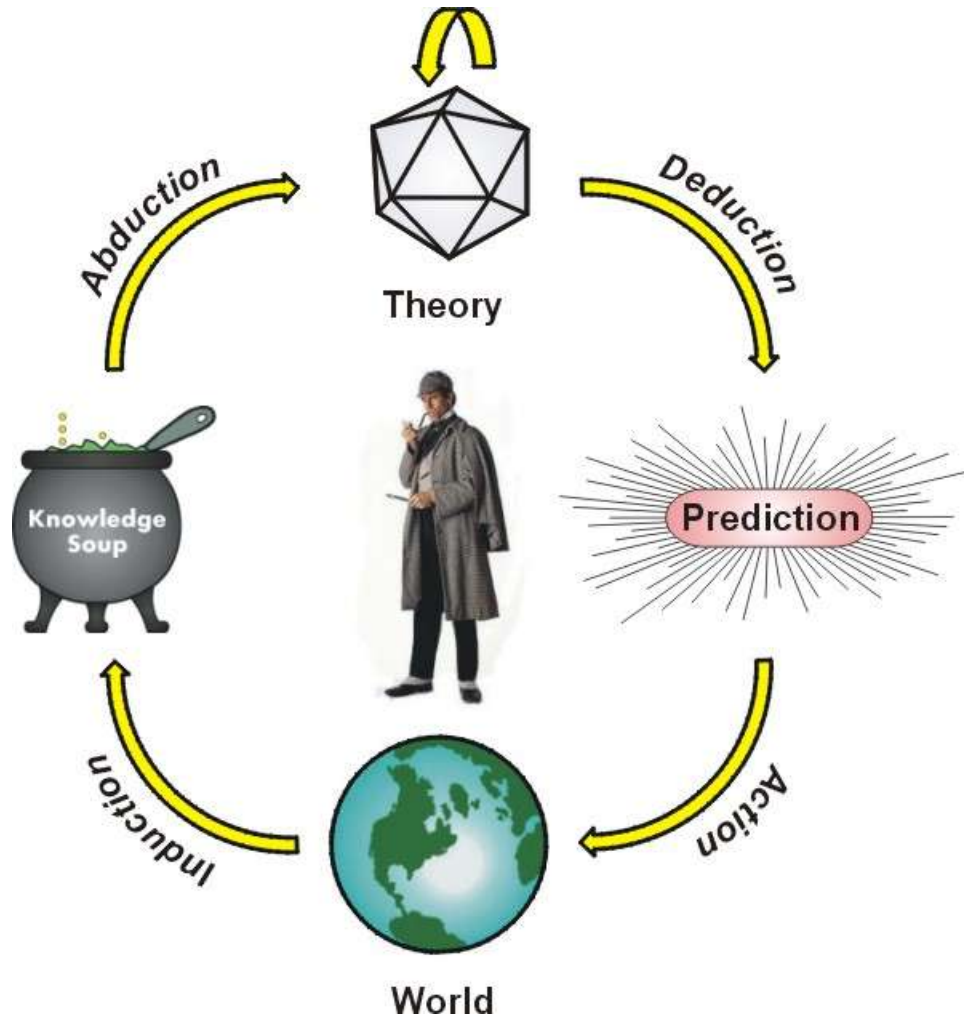 Abduction
Deduction
Theory
Knowledge
Soup
Prediction
Induction
Action
World